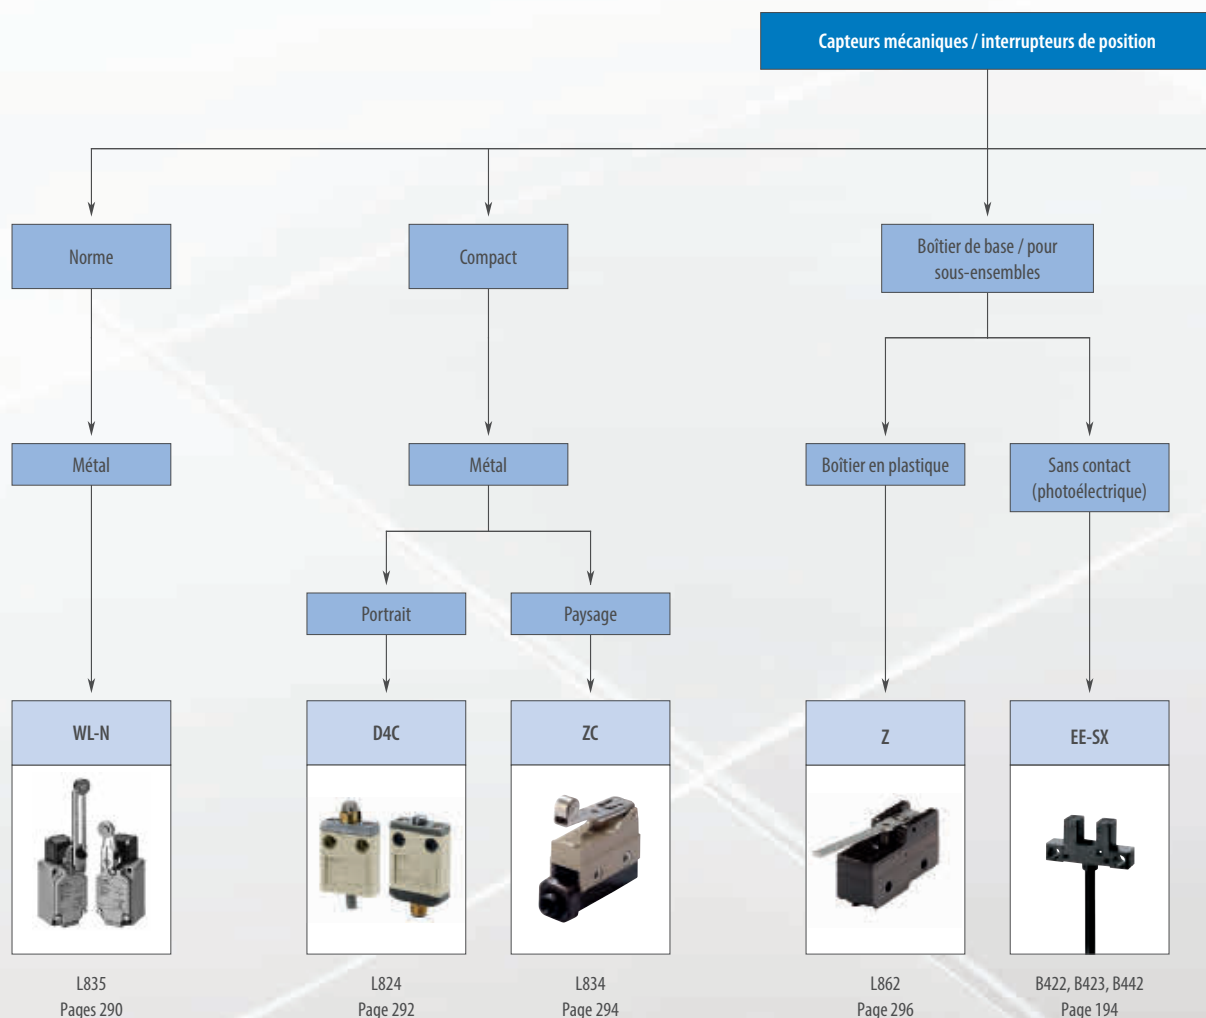 Capteurs mécaniques / interrupteurs de position
Norme
Compact
Boîtier de base / pour
sous-ensembles
Métal
Métal
Boîtier en plastique
Sans contact
(photoélectrique)
Portrait
Paysage
WL-N
D4C
ZC
Z
EE-SX
L835
Pages 290
L824
Page 292
L834
Page 294
L862
Page 296
B422, B423, B442
Page 194